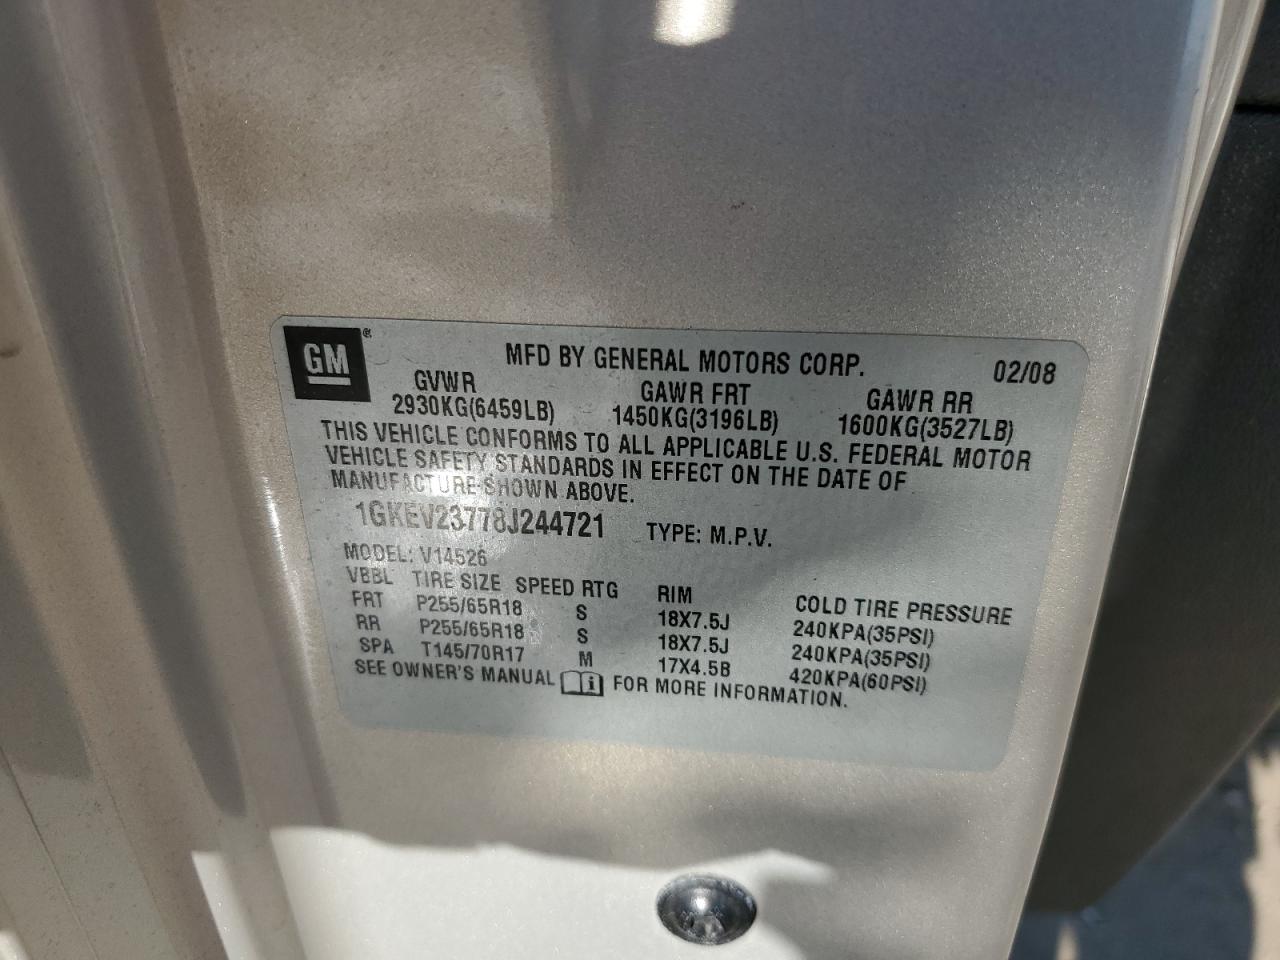 GM ®
MFD BY GENERAL MOTORS CORP. 02/08
GVWR GAWR FRT GAWR RR
2930KG(6459LB) 1450KG(3196LB) 1600KG(3527LB)
THIS VEHICLE CONFORMS TO ALL APPLICABLE U.S. FEDERAL MOTOR
VEHICLE SAFETY STANDARDS IN EFFECT ON THE DATE OF
MANUFACTURE SHOWN ABOVE.
1GKEV23778J244721 TYPE: M.P.V.
MODEL: V14526
VBBL TIRE SIZE SPEED RTG RIM COLD TIRE PRESSURE
FRT P255/65R18 S 18X7.5J 240KPA(35PSI)
RR P255/65R18 S 18X7.5J 240KPA(35PSI)
SPA T145/70R17 M 17X4.5B 420KPA(60PSI)
SEE OWNER'S MANUAL i FOR MORE INFORMATION.